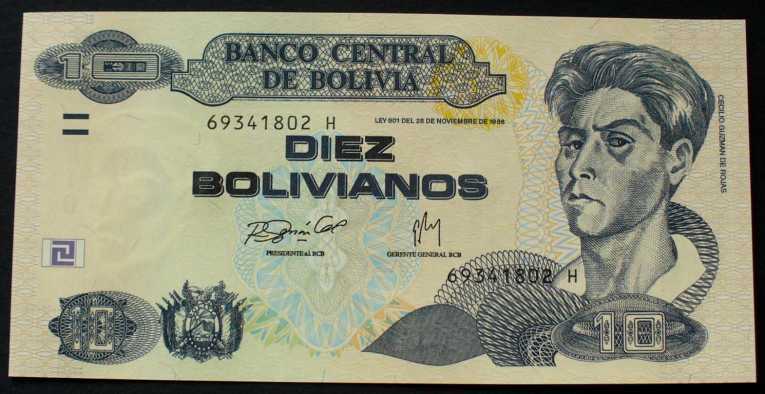 10
BANCO CENTRAL
DE BOLIVIA
69341802 H
LEY 901 DEL 28 DE NOVIEMBRE DE 1986
DIEZ
BOLIVIANOS
CECILIO GUZMAN DE ROJAS
PRESIDENTE a.i. BCB
GERENTE GENERAL BCB
69341802 H
10
10